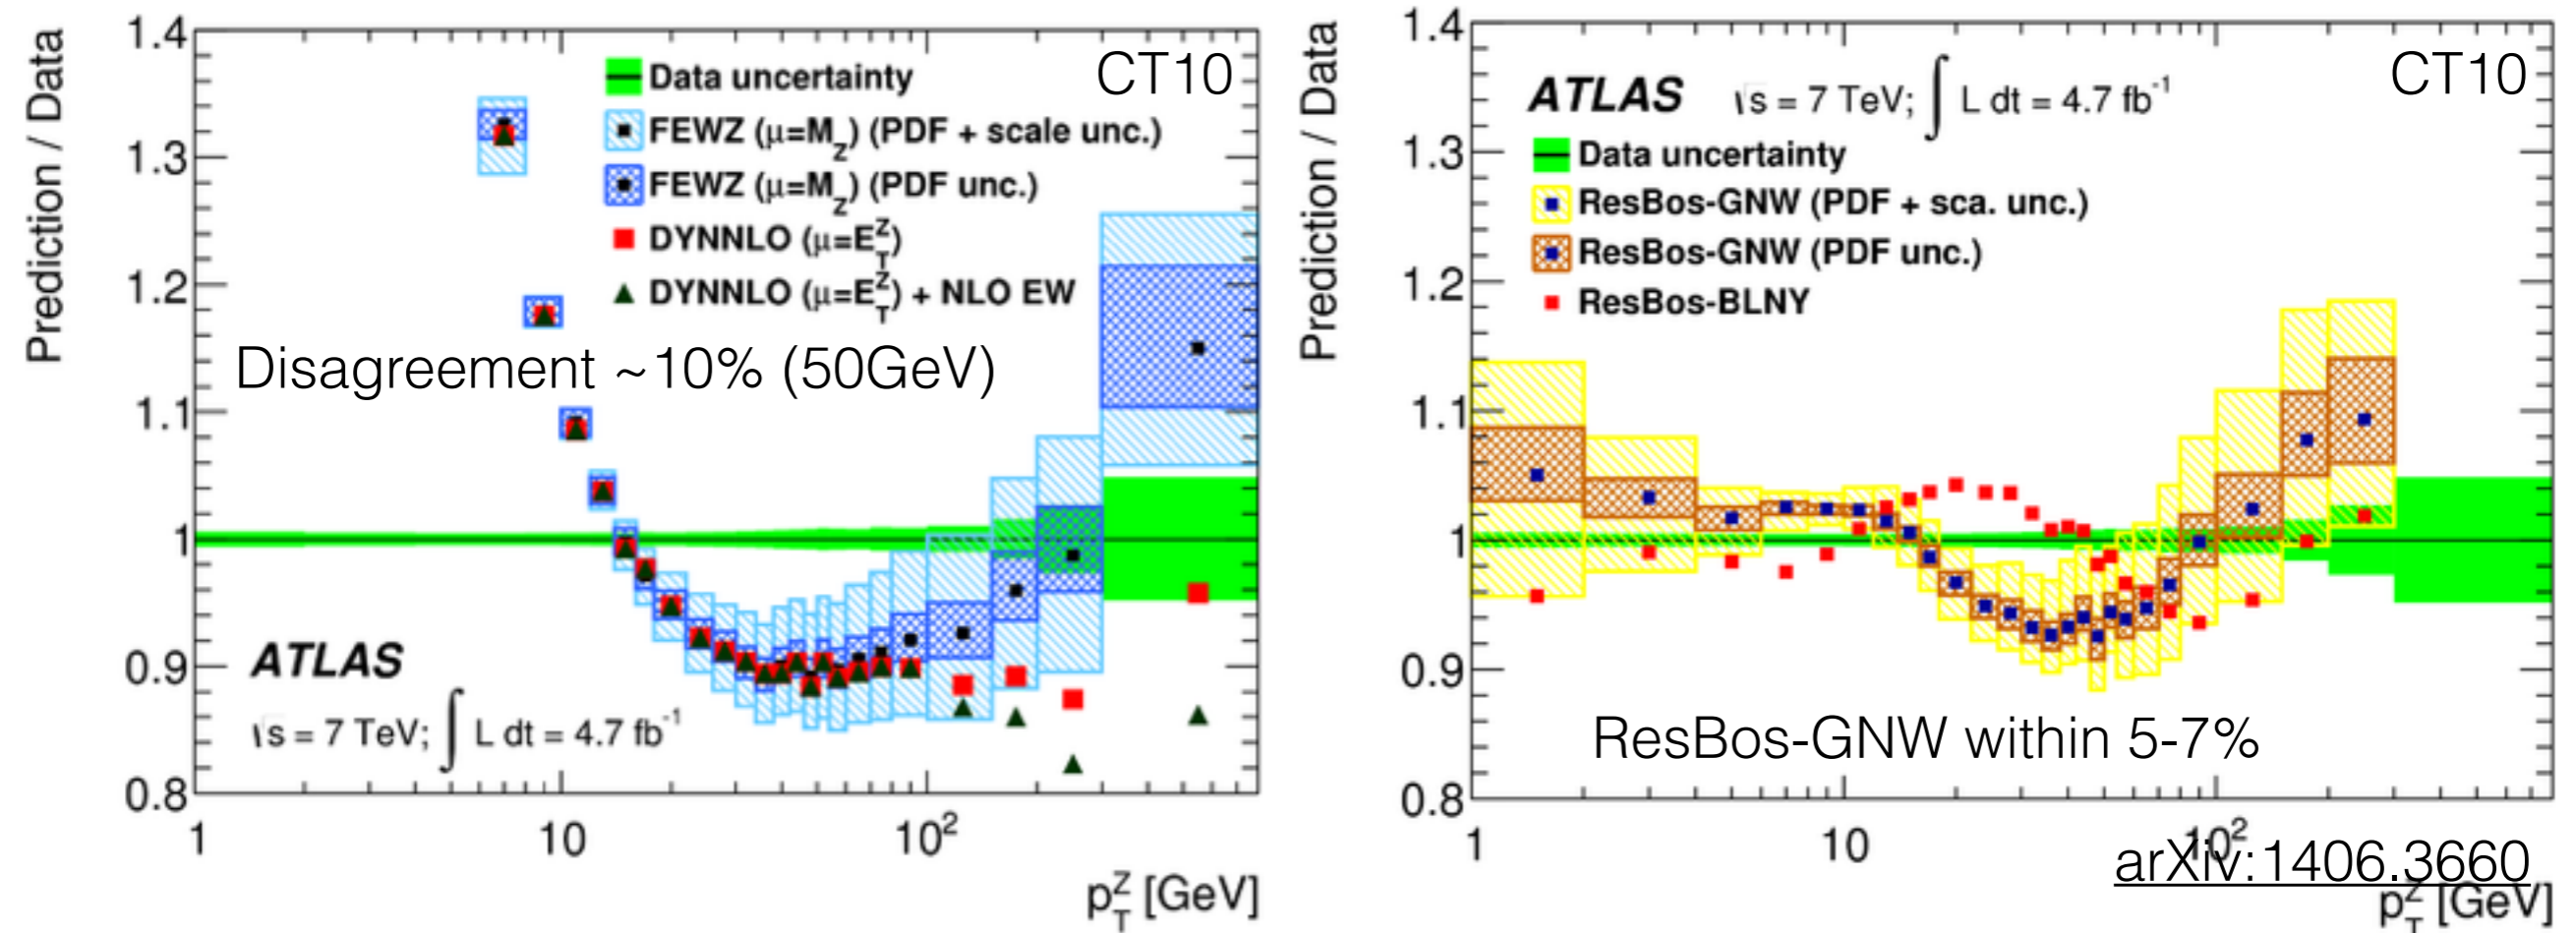 Prediction / Data
1.4
1.3
1.2
1.1
1
0.9
0.8
CT10
Data uncertainty
FEWZ (μ=M_Z) (PDF + scale unc.)
FEWZ (μ=M_Z) (PDF unc.)
DYNNLO (μ=E_T^Z)
DYNNLO (μ=E_T^Z) + NLO EW
Disagreement ~10% (50GeV)
ATLAS
√s = 7 TeV; ∫ L dt = 4.7 fb⁻¹
1 10 10²
p_T^Z [GeV]
Prediction / Data
1.4
1.3
1.2
1.1
1
0.9
0.8
CT10
ATLAS √s = 7 TeV; ∫ L dt = 4.7 fb⁻¹
Data uncertainty
ResBos-GNW (PDF + sca. unc.)
ResBos-GNW (PDF unc.)
ResBos-BLNY
ResBos-GNW within 5-7%
1 10 10²
arXiv:1406.3660
p_T^Z [GeV]